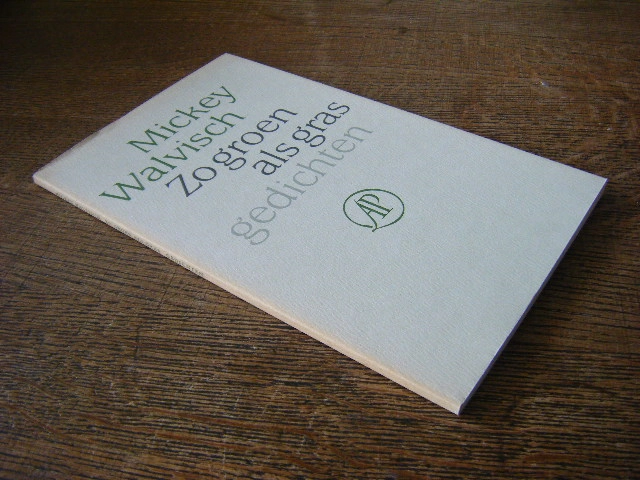 Mickey
Walvisch
Zo groen
als gras
gedichten
AP